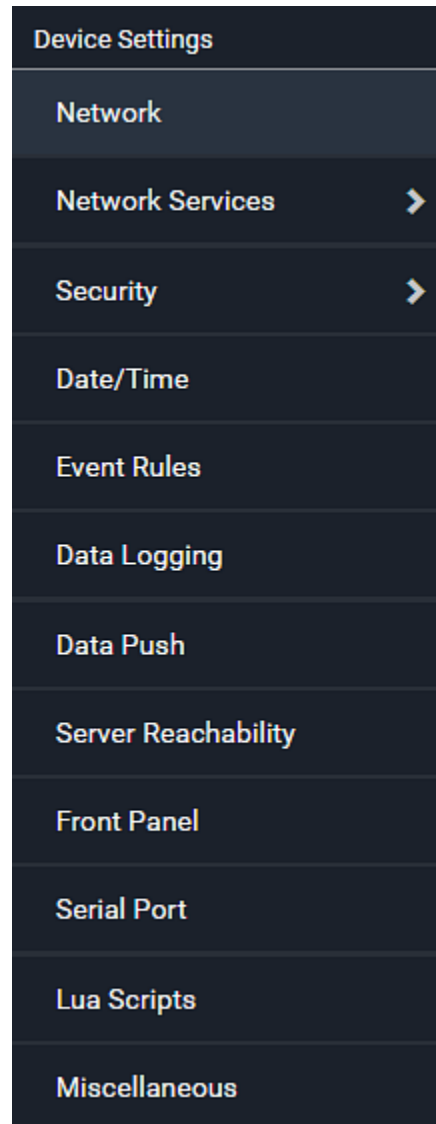 Device Settings
Network
Network Services
Security
Date/Time
Event Rules
Data Logging
Data Push
Server Reachability
Front Panel
Serial Port
Lua Scripts
Miscellaneous